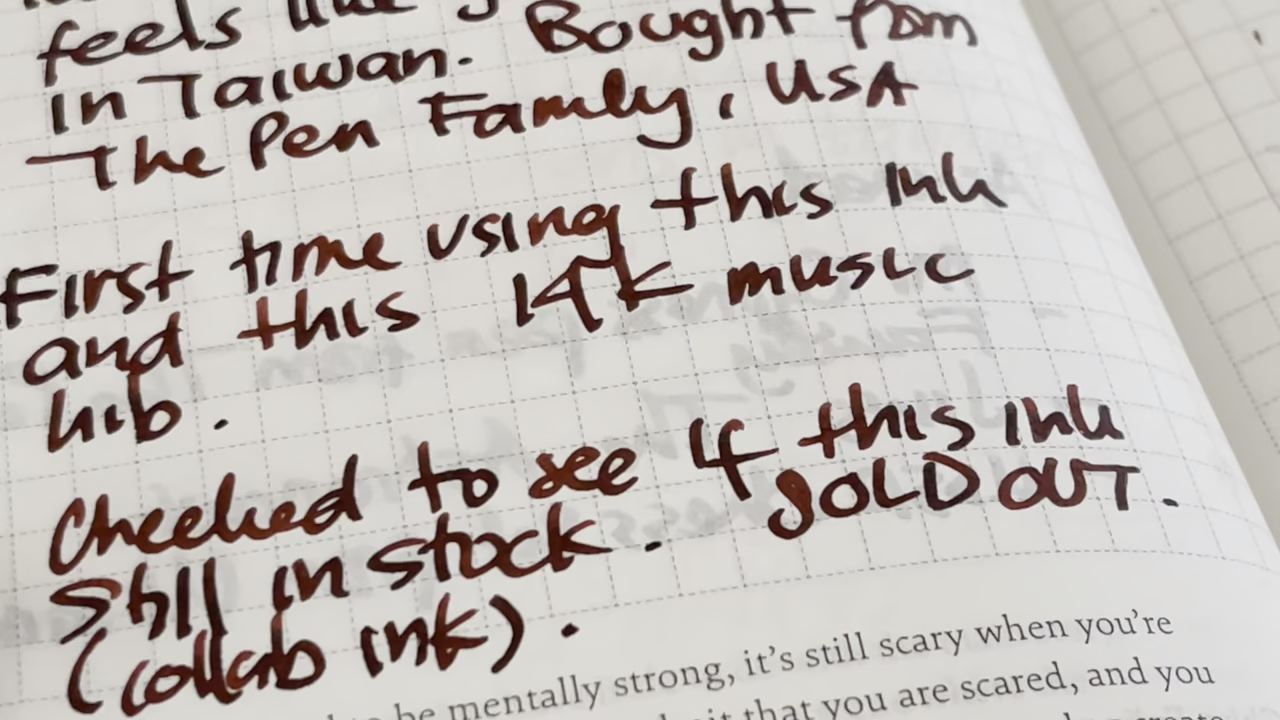 feels like
in Taiwan. Bought from
The Pen Family, USA
First time using this ink
and this 14K music
nib.
Checked to see if this ink
still in stock. SOLD OUT.
(collab ink).
be mentally strong, it's still scary when you're
that you are scared, and you